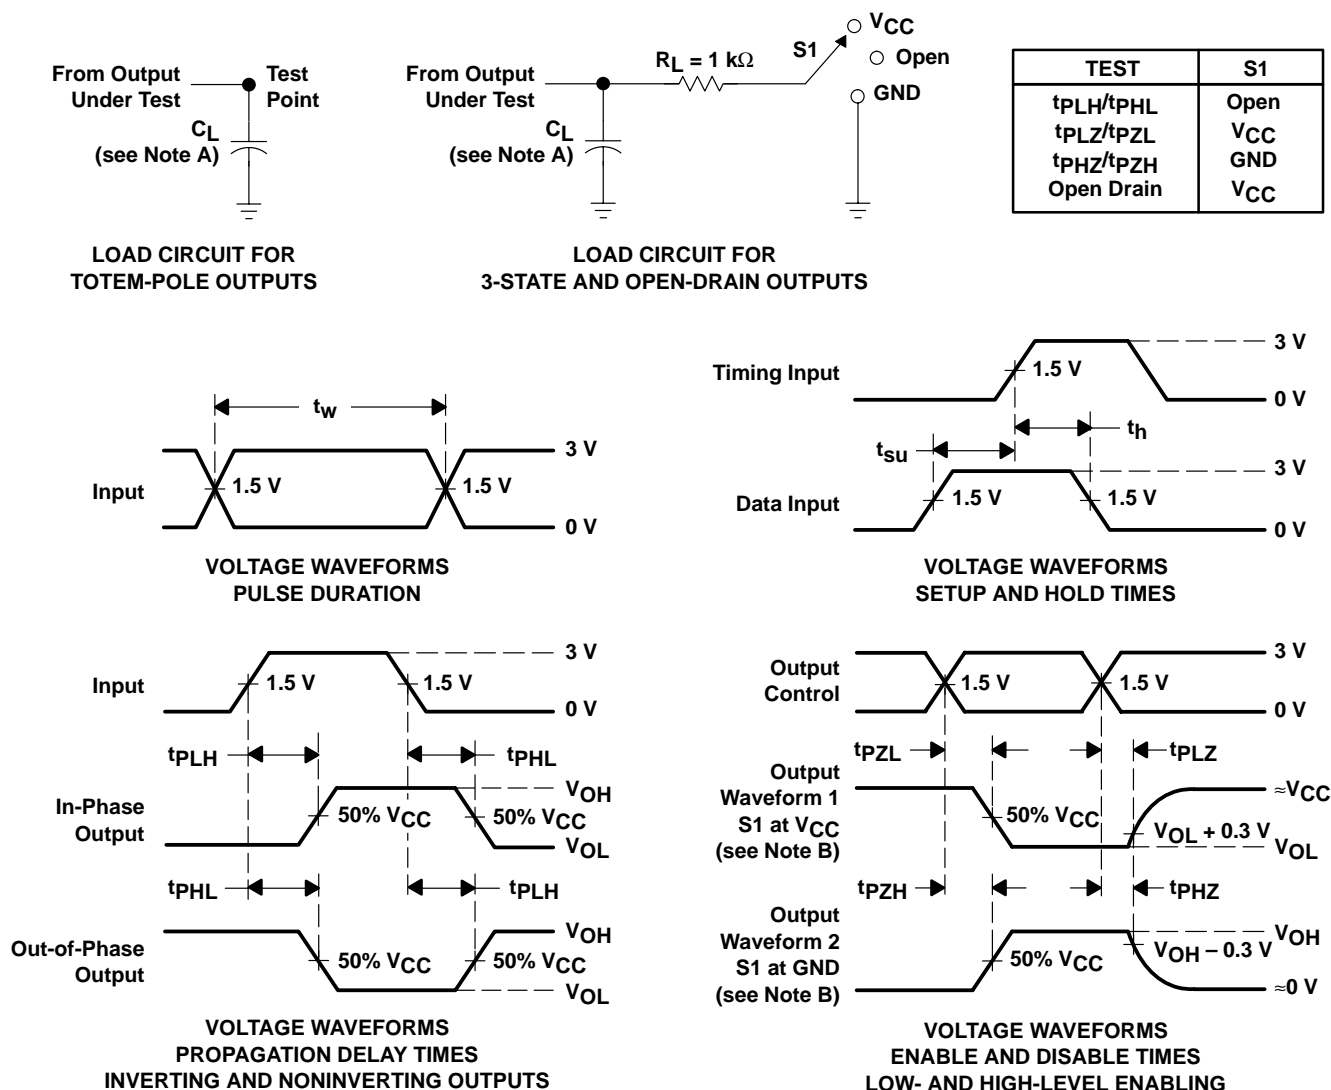 From Output
Under Test
Test
Point
CL
(see Note A)
LOAD CIRCUIT FOR
TOTEM-POLE OUTPUTS
From Output
Under Test
RL = 1 kΩ
S1
VCC
Open
GND
CL
(see Note A)
LOAD CIRCUIT FOR
3-STATE AND OPEN-DRAIN OUTPUTS
TEST S1
tPLH/tPHL Open
tPLZ/tPZL VCC
tPHZ/tPZH GND
Open Drain VCC
tw
Input
1.5 V
1.5 V
3 V
0 V
VOLTAGE WAVEFORMS
PULSE DURATION
Timing Input
1.5 V
3 V
0 V
th
tsu
Data Input
1.5 V
1.5 V
3 V
0 V
VOLTAGE WAVEFORMS
SETUP AND HOLD TIMES
Input
1.5 V
1.5 V
3 V
0 V
tPLH
tPHL
In-Phase
Output
50% VCC
50% VCC
VOH
VOL
tPHL
tPLH
Out-of-Phase
Output
50% VCC
50% VCC
VOH
VOL
VOLTAGE WAVEFORMS
PROPAGATION DELAY TIMES
INVERTING AND NONINVERTING OUTPUTS
Output
Control
1.5 V
1.5 V
3 V
0 V
tPZL
tPLZ
Output
Waveform 1
S1 at VCC
(see Note B)
50% VCC
VOL + 0.3 V
≈VCC
VOL
tPZH
tPHZ
Output
Waveform 2
S1 at GND
(see Note B)
50% VCC
VOH − 0.3 V
VOH
≈0 V
VOLTAGE WAVEFORMS
ENABLE AND DISABLE TIMES
LOW- AND HIGH-LEVEL ENABLING